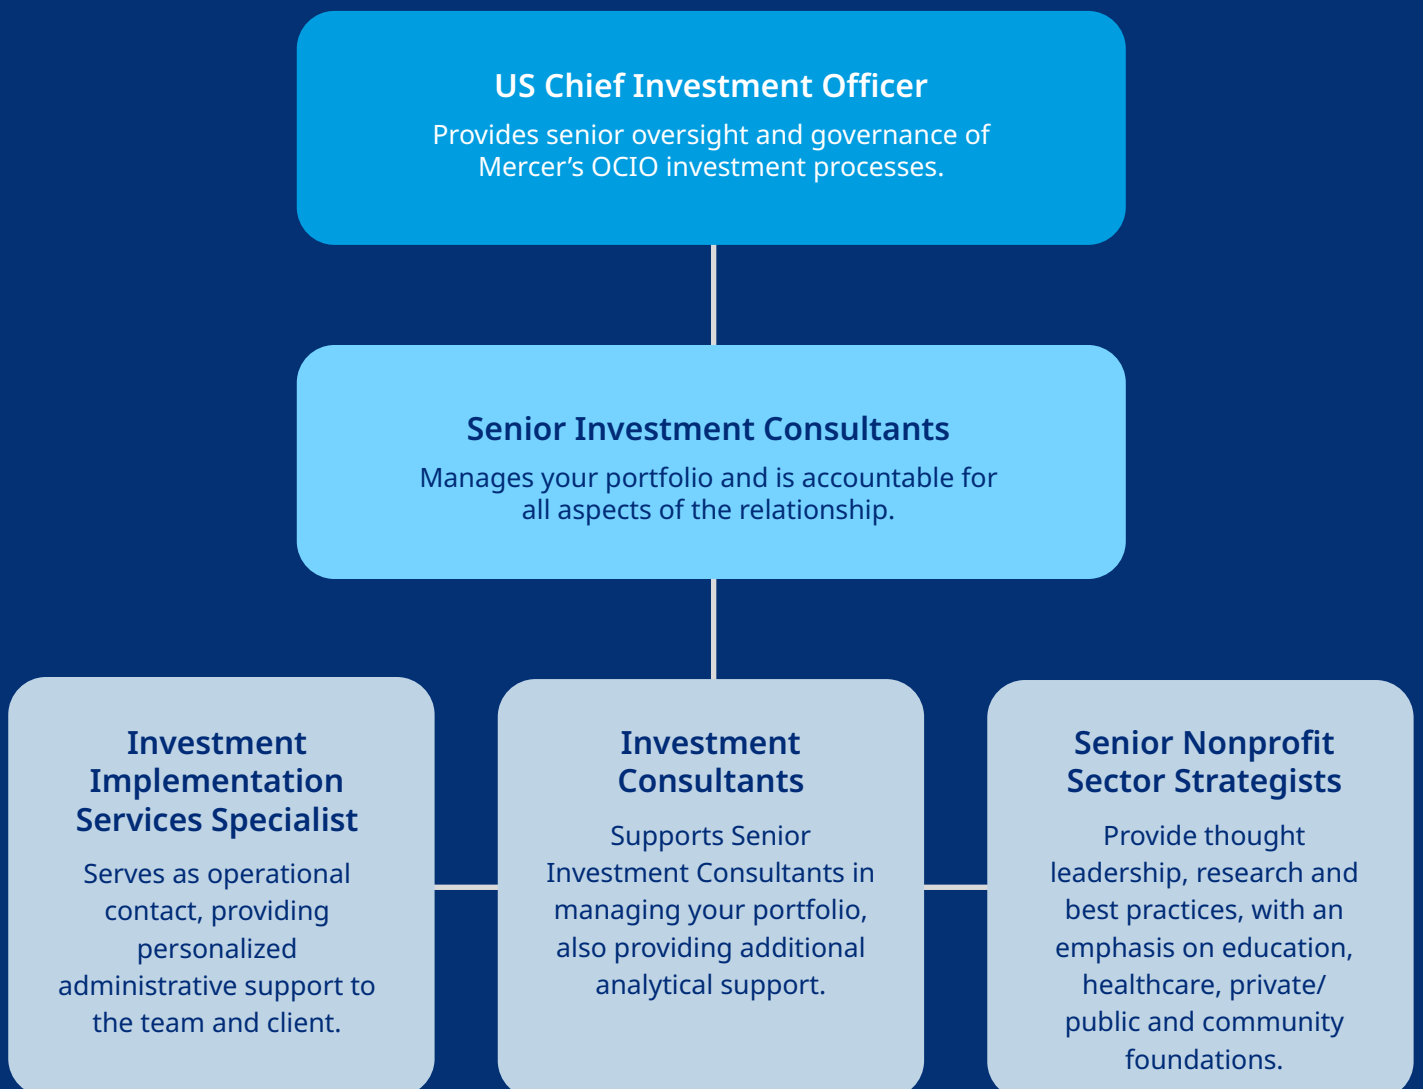 US Chief Investment Officer
Provides senior oversight and governance of
Mercer’s OCIO investment processes.
Senior Investment Consultants
Manages your portfolio and is accountable for
all aspects of the relationship.
Investment
Implementation
Services Specialist
Serves as operational
contact, providing
personalized
administrative support to
the team and client.
Investment
Consultants
Supports Senior
Investment Consultants in
managing your portfolio,
also providing additional
analytical support.
Senior Nonprofit
Sector Strategists
Provide thought
leadership, research and
best practices, with an
emphasis on education,
healthcare, private/
public and community
foundations.